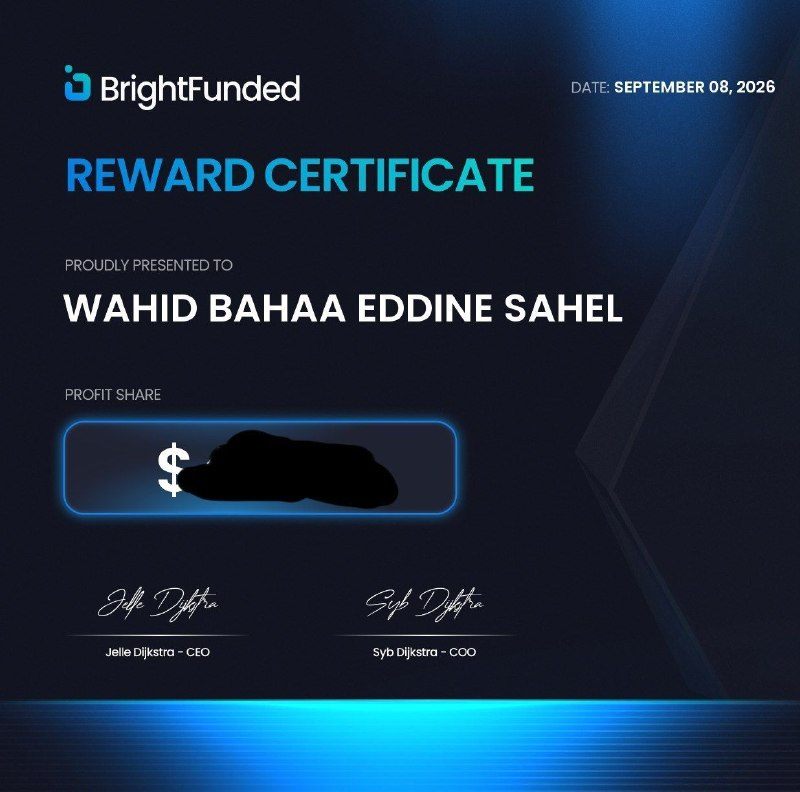 BrightFunded
DATE: SEPTEMBER 08, 2026
REWARD CERTIFICATE
PROUDLY PRESENTED TO
WAHID BAHAA EDDINE SAHEL
PROFIT SHARE
$
Jelle Dijkstra Syb Dijkstra
Jelle Dijkstra - CEO Syb Dijkstra - COO